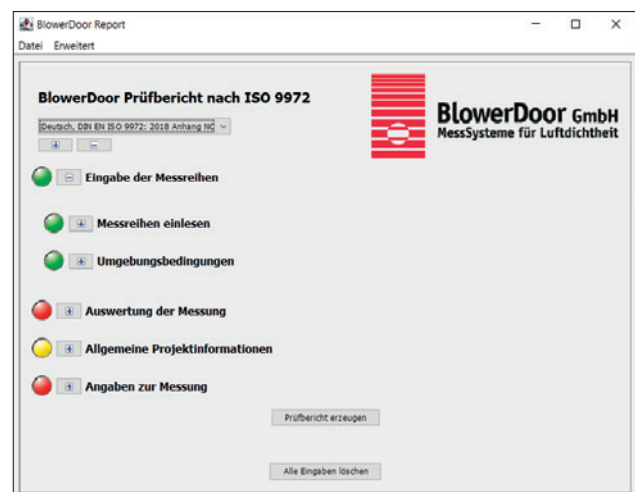 BlowerDoor Report
Datei Erweitert
BlowerDoor Prüfbericht nach ISO 9972
Deutsch, DIN EN ISO 9972: 2018 Anhang NC
BlowerDoor GmbH
MessSysteme für Luftdichtheit
Eingabe der Messreihen
Messreihen einlesen
Umgebungsbedingungen
Auswertung der Messung
Allgemeine Projektinformationen
Angaben zur Messung
Prüfbericht erzeugen
Alle Eingaben löschen